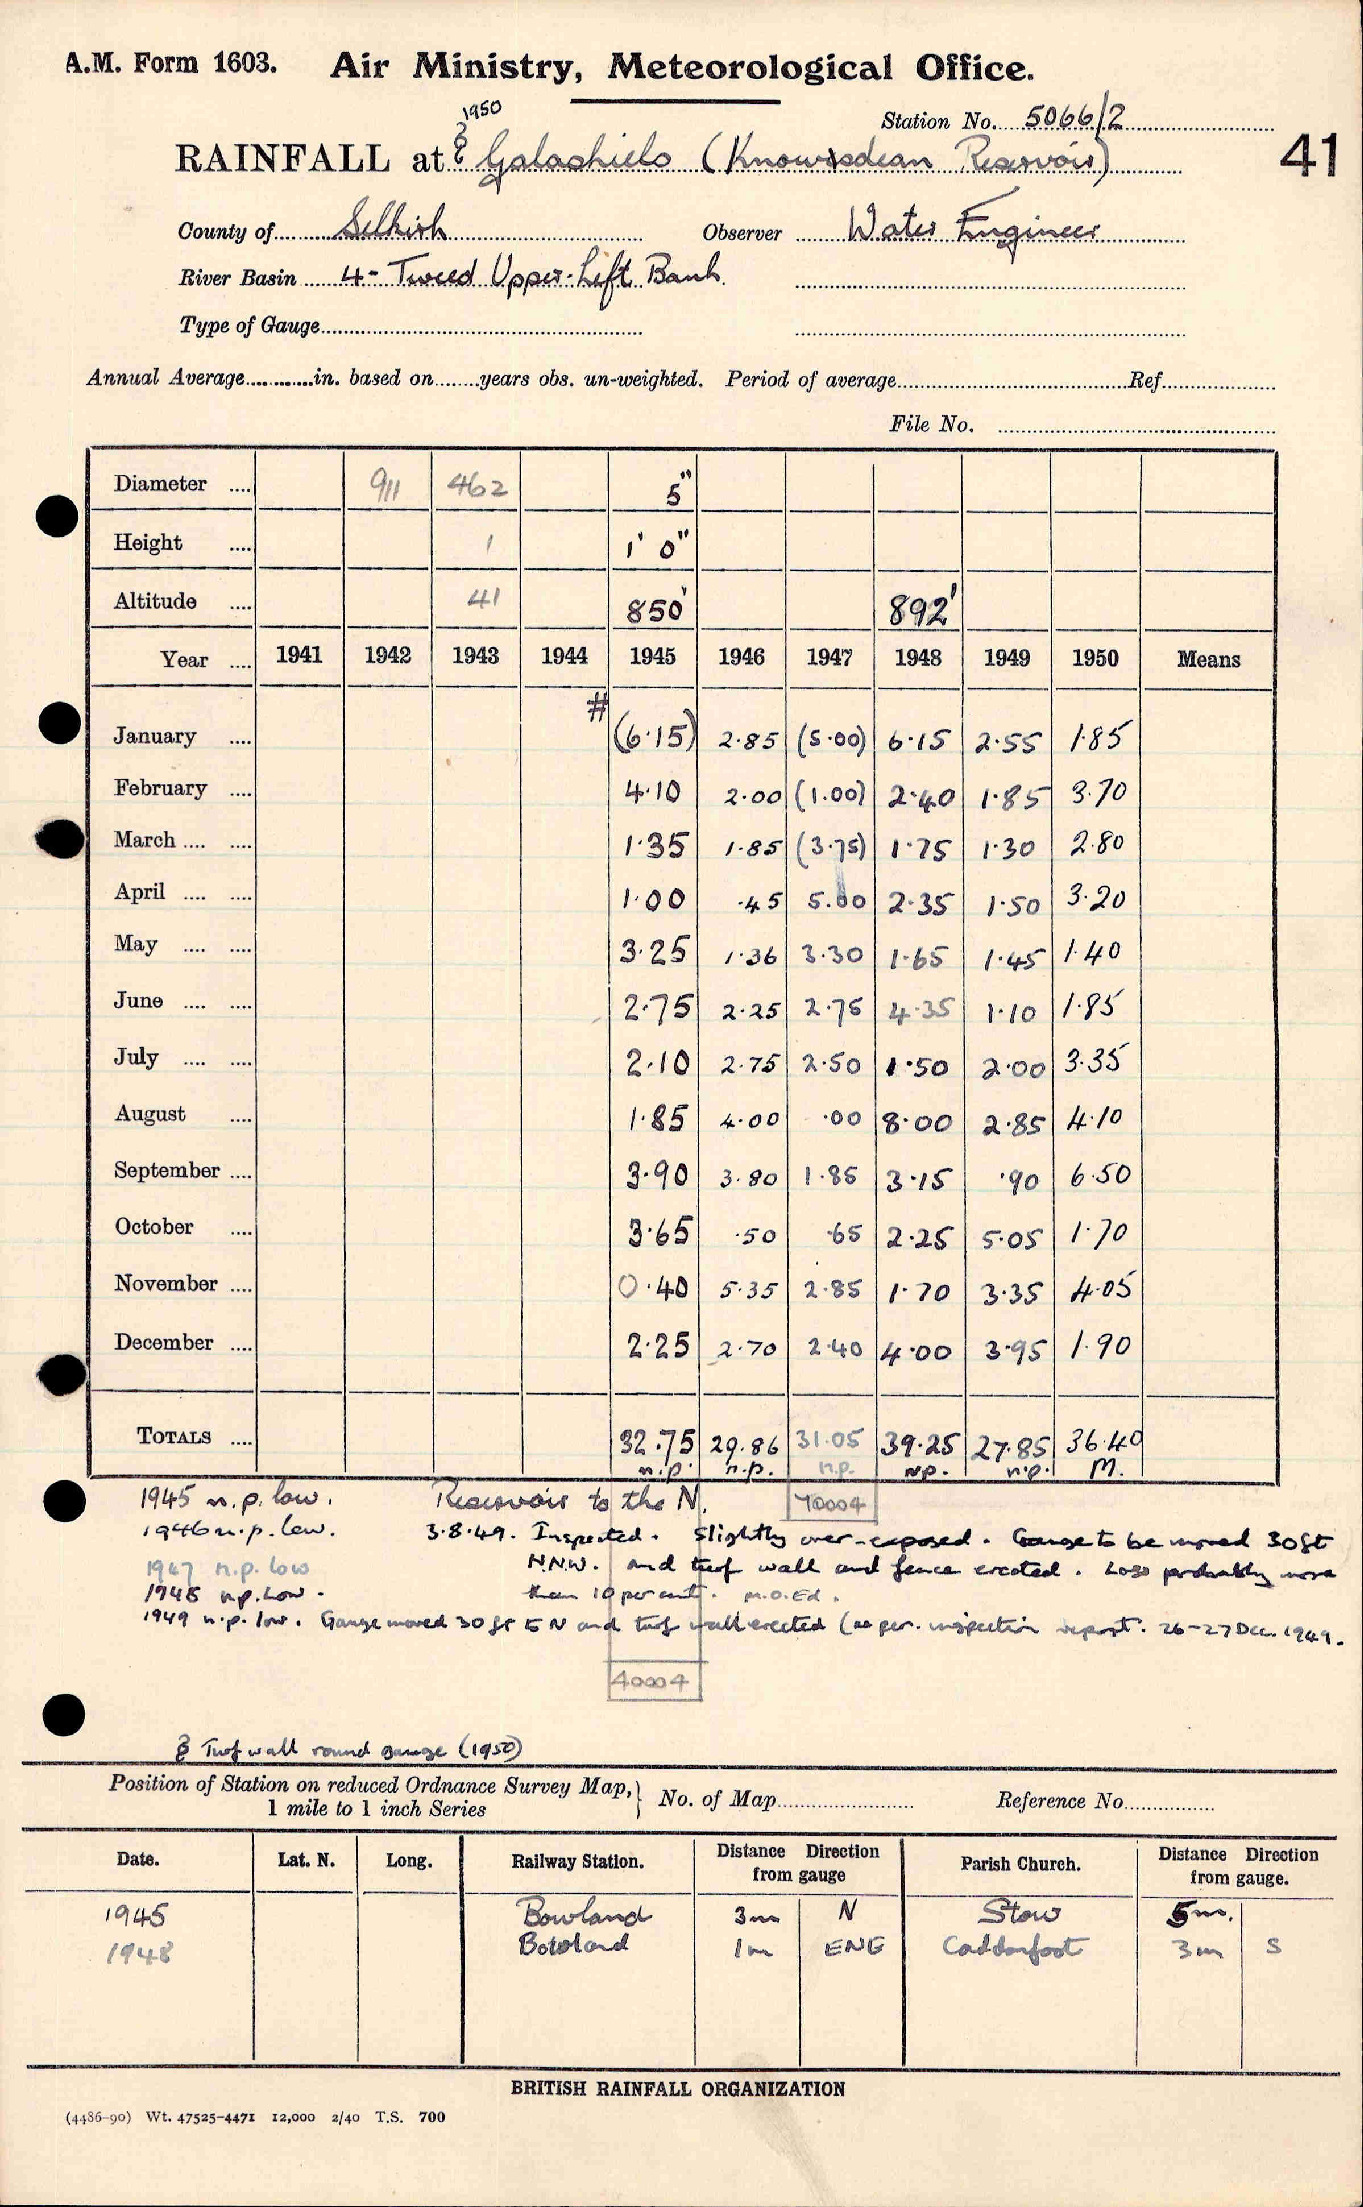 A.M. Form 1603. Air Ministry, Meteorological Office.
1950
Station No. 5066/2
RAINFALL at Galashiels (Knowesdean Reservoir)
41
County of Selkirk Observer Water Engineer
River Basin 4 - Tweed Upper-Left Bank
Type of Gauge
Annual Average in. based on years obs. un-weighted. Period of average Ref.
File No.
Diameter 911 462 5"
Height 1 1' 0"
Altitude 41 850' 892'
Year 1941 1942 1943 1944 1945 1946 1947 1948 1949 1950 Means
#
January (6.15) 2.85 (5.00) 6.15 2.55 1.85
February 4.10 2.00 (1.00) 2.40 1.85 3.70
March 1.35 1.85 (3.75) 1.75 1.30 2.80
April 1.00 .45 5.00 2.35 1.50 3.20
May 3.25 1.36 3.30 1.65 1.45 1.40
June 2.75 2.25 2.75 4.35 1.10 1.85
July 2.10 2.75 2.50 1.50 2.00 3.35
August 1.85 4.00 .00 8.00 2.85 4.10
September 3.90 3.80 1.85 3.15 .90 6.50
October 3.65 .50 .65 2.25 5.05 1.70
November 0.40 5.35 2.85 1.70 3.35 4.05
December 2.25 2.70 2.40 4.00 3.95 1.90
TOTALS 32.75 29.86 31.05 39.25 27.85 36.40
n.p. n.p. n.p. n.p. n.p. M.
1945 n.p. low. Reservoir to the N. 40004
1946 n.p. low. 3.8.49. Inspected. Slightly over-exposed. Gauge to be moved 30 ft
1947 n.p. low N.N.W. and turf wall and fence erected. Loss probably more
1948 n.p. low. than 10 per cent. M.O.Ed.
1949 n.p. low. Gauge moved 30 ft E N and turf wall erected (as per. inspection report. 26-27 Dec. 1949.
40004
Turf wall round gauge (1950)
Position of Station on reduced Ordnance Survey Map, No. of Map Reference No.
1 mile to 1 inch Series
Date. Lat. N. Long. Railway Station. Distance Direction from gauge Parish Church. Distance Direction from gauge.
1945 Bowland 3m N Stow 5m.
1948 Bowland 1m ENE Caddonfoot 3m S
BRITISH RAINFALL ORGANIZATION
(4486-90) Wt. 47525-4471 12,000 2/40 T.S. 700